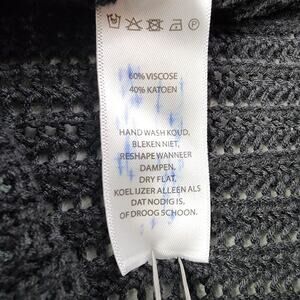 60% VISCOSE
40% KATOEN
HAND WASH KOUD,
BLEKEN NIET,
RESHAPE WANNEER
DAMPEN,
DRY FLAT,
KOEL IJZER ALLEEN ALS
DAT NODIG IS,
OF DROOG SCHOON.